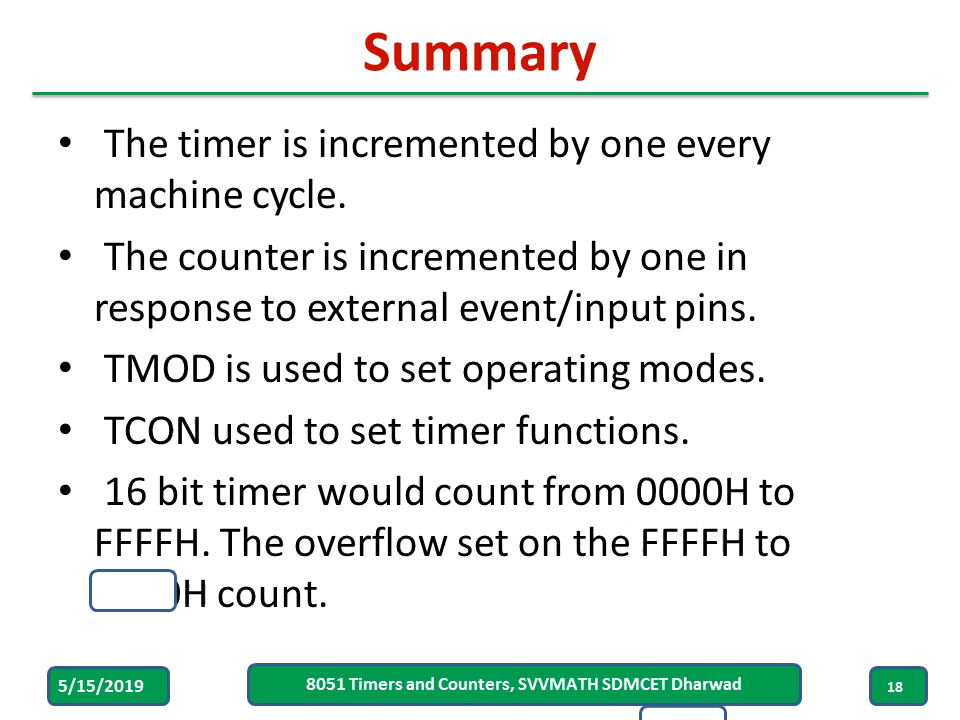 Summary
• The timer is incremented by one every
machine cycle.
• The counter is incremented by one in
response to external event/input pins.
• TMOD is used to set operating modes.
• TCON used to set timer functions.
• 16 bit timer would count from 0000H to
FFFFH. The overflow set on the FFFFH to
count.
5/15/2019
8051 Timers and Counters, SVVMATH SDMCET Dharwad
18